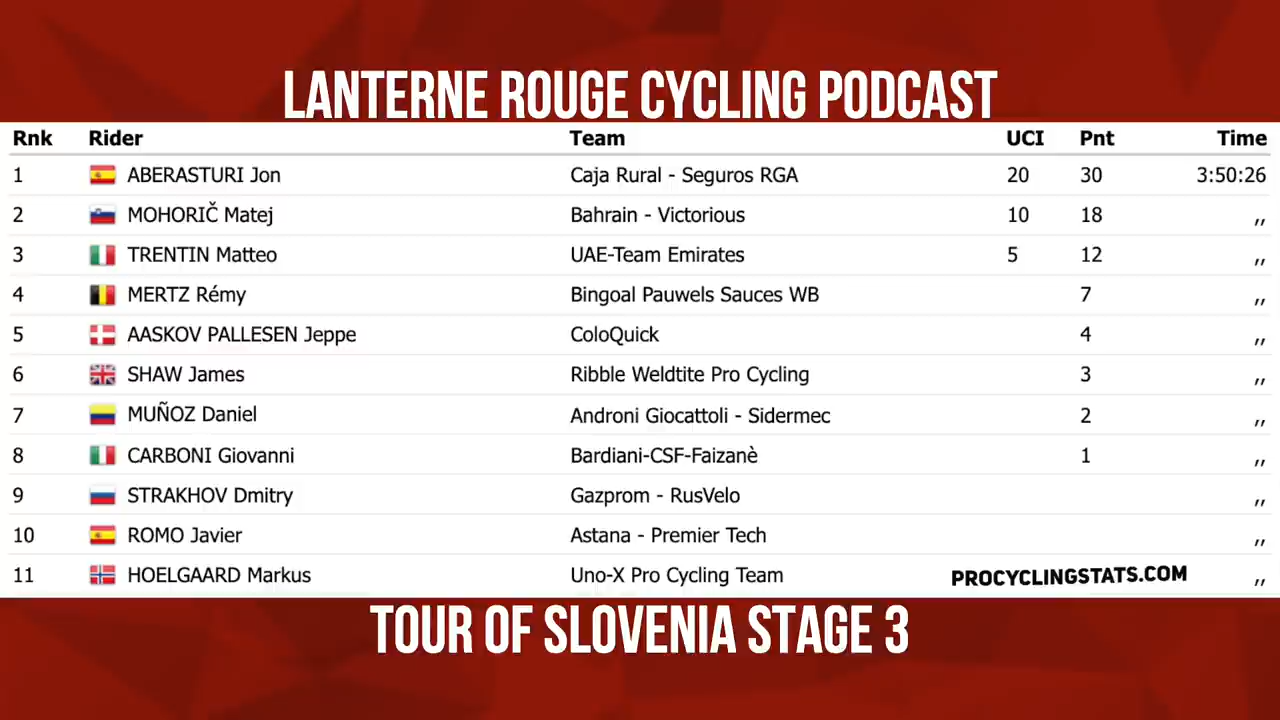 LANTERNE ROUGE CYCLING PODCAST
Rnk Rider Team UCI Pnt Time
1 ABERASTURI Jon Caja Rural - Seguros RGA 20 30 3:50:26
2 MOHORIČ Matej Bahrain - Victorious 10 18 ,,
3 TRENTIN Matteo UAE-Team Emirates 5 12 ,,
4 MERTZ Rémy Bingoal Pauwels Sauces WB 7 ,,
5 AASKOV PALLESEN Jeppe ColoQuick 4 ,,
6 SHAW James Ribble Weldtite Pro Cycling 3 ,,
7 MUÑOZ Daniel Androni Giocattoli - Sidermec 2 ,,
8 CARBONI Giovanni Bardiani-CSF-Faizanè 1 ,,
9 STRAKHOV Dmitry Gazprom - RusVelo ,,
10 ROMO Javier Astana - Premier Tech ,,
11 HOELGAARD Markus Uno-X Pro Cycling Team PROCYCLINGSTATS.COM ,,
TOUR OF SLOVENIA STAGE 3